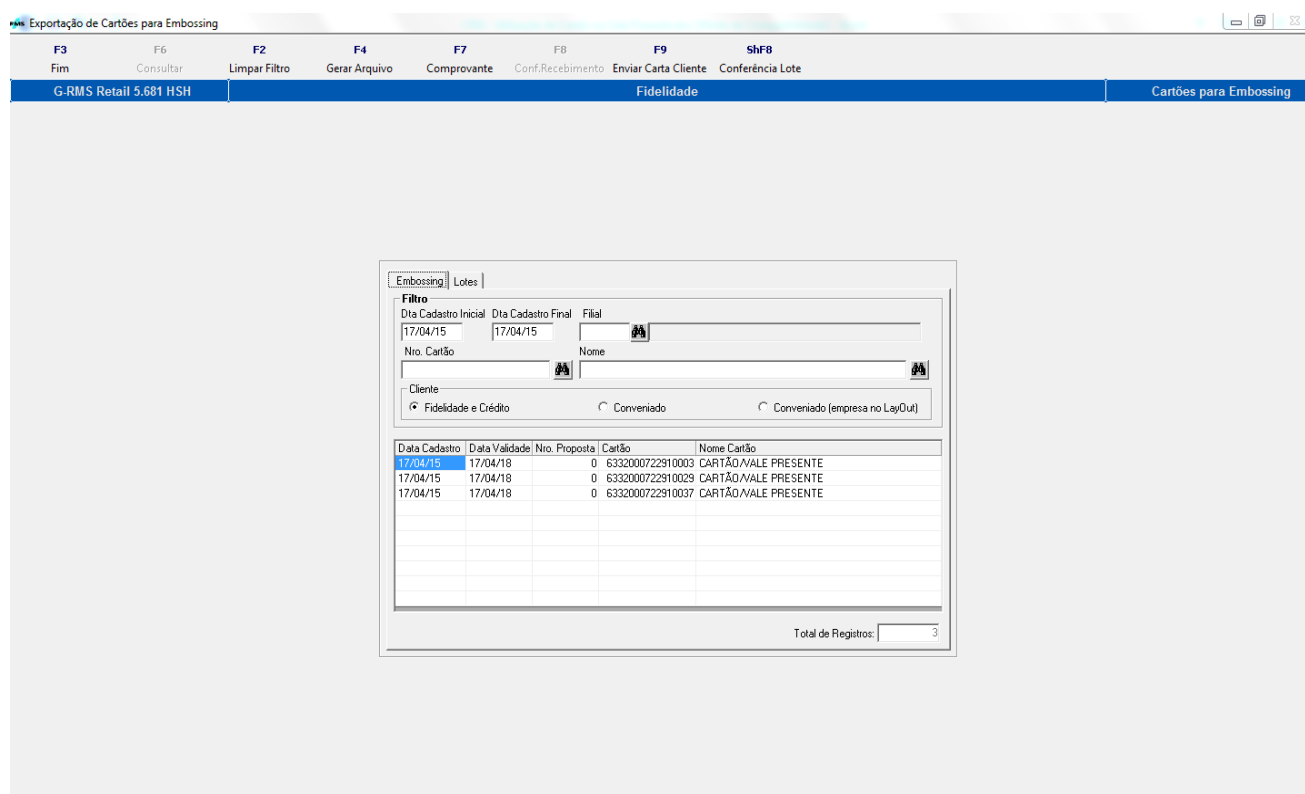 RMS Exportação de Cartões para Embossing
F3 F6 F2 F4 F7 F8 F9 ShF8
Fim Consultar Limpar Filtro Gerar Arquivo Comprovante Conf.Recebimento Enviar Carta Cliente Conferência Lote
G-RMS Retail 5.681 HSH Fidelidade Cartões para Embossing
Embossing Lotes
Filtro
Dta Cadastro Inicial Dta Cadastro Final Filial
17/04/15 17/04/15
Nro. Cartão Nome
Cliente
Fidelidade e Crédito Conveniado Conveniado (empresa no LayOut)
Data Cadastro Data Validade Nro. Proposta Cartão Nome Cartão
17/04/15 17/04/18 0 6332000722910003 CARTÃO/VALE PRESENTE
17/04/15 17/04/18 0 6332000722910029 CARTÃO/VALE PRESENTE
17/04/15 17/04/18 0 6332000722910037 CARTÃO/VALE PRESENTE
Total de Registros: 3